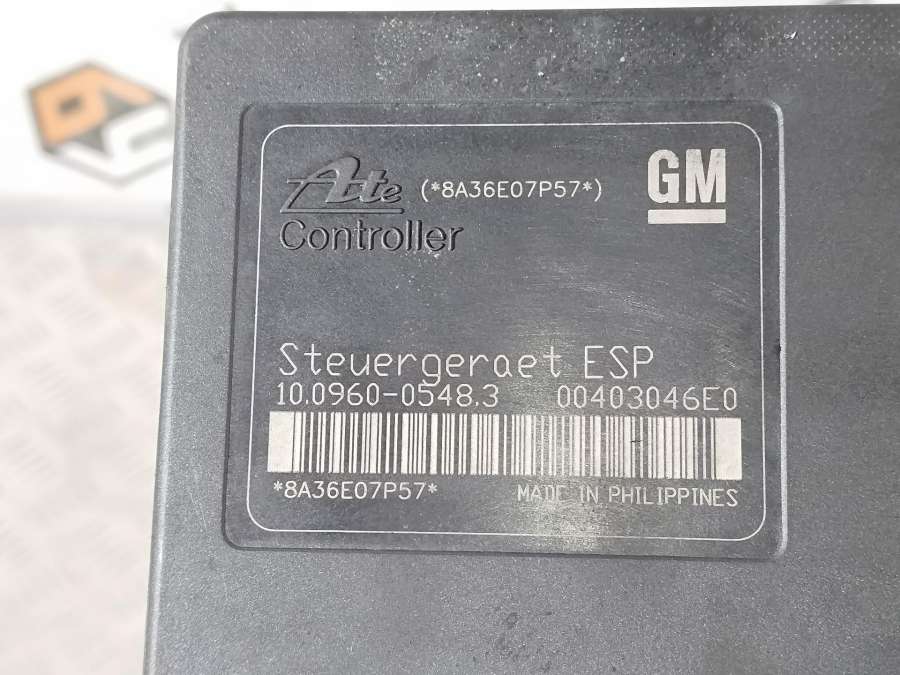 Ate (*8A36E07P57*)
GM
Controller
Steuergeraet ESP
10.0960-0548.3 00403046E0
*8A36E07P57* MADE IN PHILIPPINES